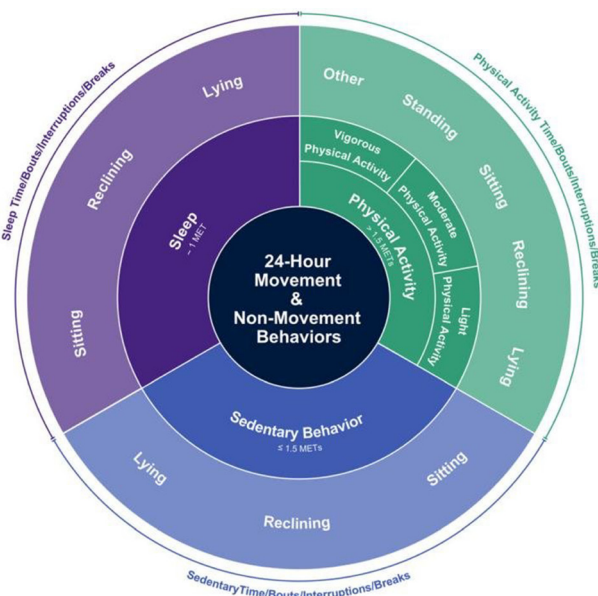 24-Hour
Movement
&
Non-Movement
Behaviors
Sleep
~ 1 MET
Lying
Reclining
Sitting
Sleep Time/Bouts/Interruptions/Breaks
Physical Activity
> 1.5 METs
Vigorous
Physical Activity
Moderate
Physical Activity
Light
Physical Activity
Other
Standing
Sitting
Reclining
Lying
Physical Activity Time/Bouts/Interruptions/Breaks
Sedentary Behavior
≤ 1.5 METs
Lying
Reclining
Sitting
SedentaryTime/Bouts/Interruptions/Breaks